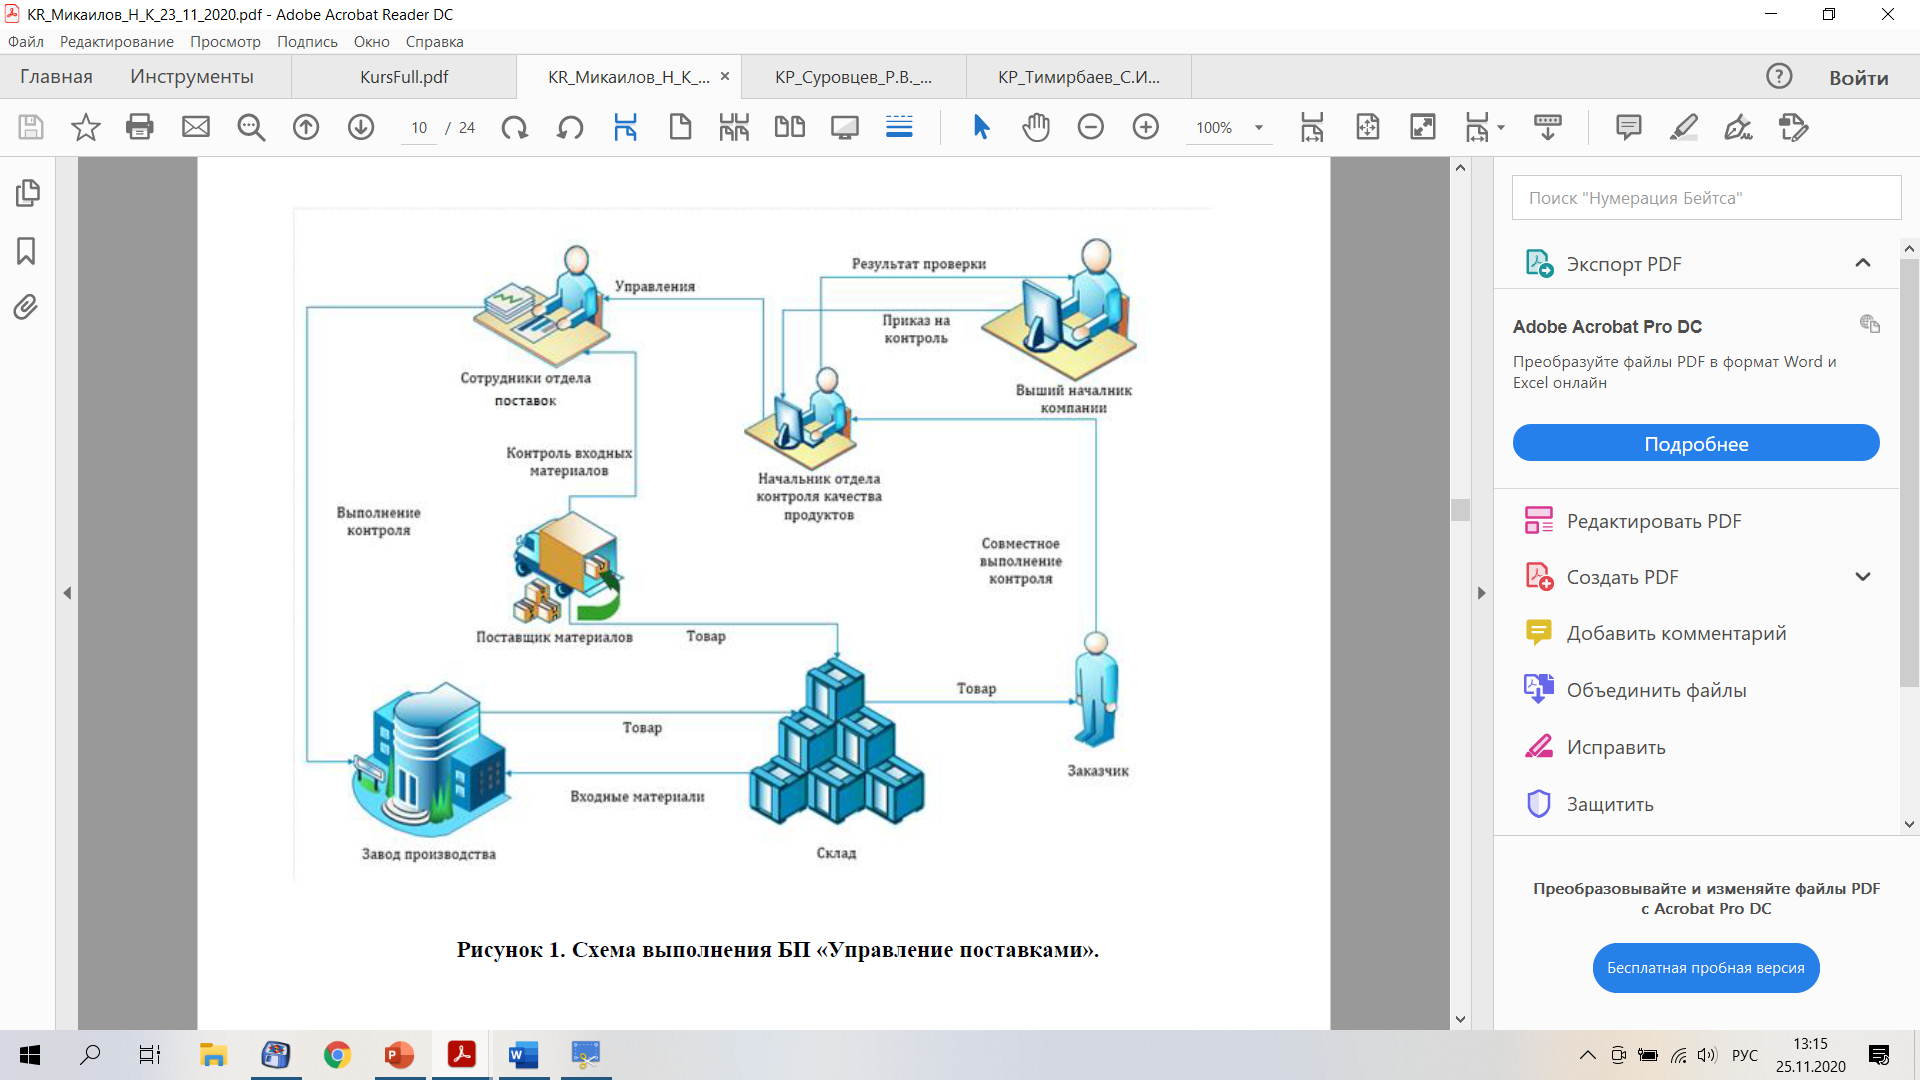 KR_Микаилов_Н_К_23_11_2020.pdf - Adobe Acrobat Reader DC
Файл Редактирование Просмотр Подпись Окно Справка
Главная Инструменты KursFull.pdf KR_Микаилов_Н_К_... КР_Суровцев_Р.В._... КР_Тимирбаев_С.И... Войти
10 / 24 100%
Результат проверки
Управления
Приказ на
контроль
Сотрудники отдела
поставок
Выший началник
компании
Контроль входных
материалов
Начальник отдела
контроля качества
продуктов
Выполнение
контроля
Совместное
выполнение
контроля
Поставщик материалов
Товар
Товар
Товар
Заказчик
Входные материали
Завод производства
Склад
Рисунок 1. Схема выполнения БП «Управление поставками».
Поиск "Нумерация Бейтса"
Экспорт PDF
Adobe Acrobat Pro DC
Преобразуйте файлы PDF в формат Word и
Excel онлайн
Подробнее
Редактировать PDF
Создать PDF
Добавить комментарий
Объединить файлы
Исправить
Защитить
Преобразовывайте и изменяйте файлы PDF
с Acrobat Pro DC
Бесплатная пробная версия
РУС
13:15
25.11.2020